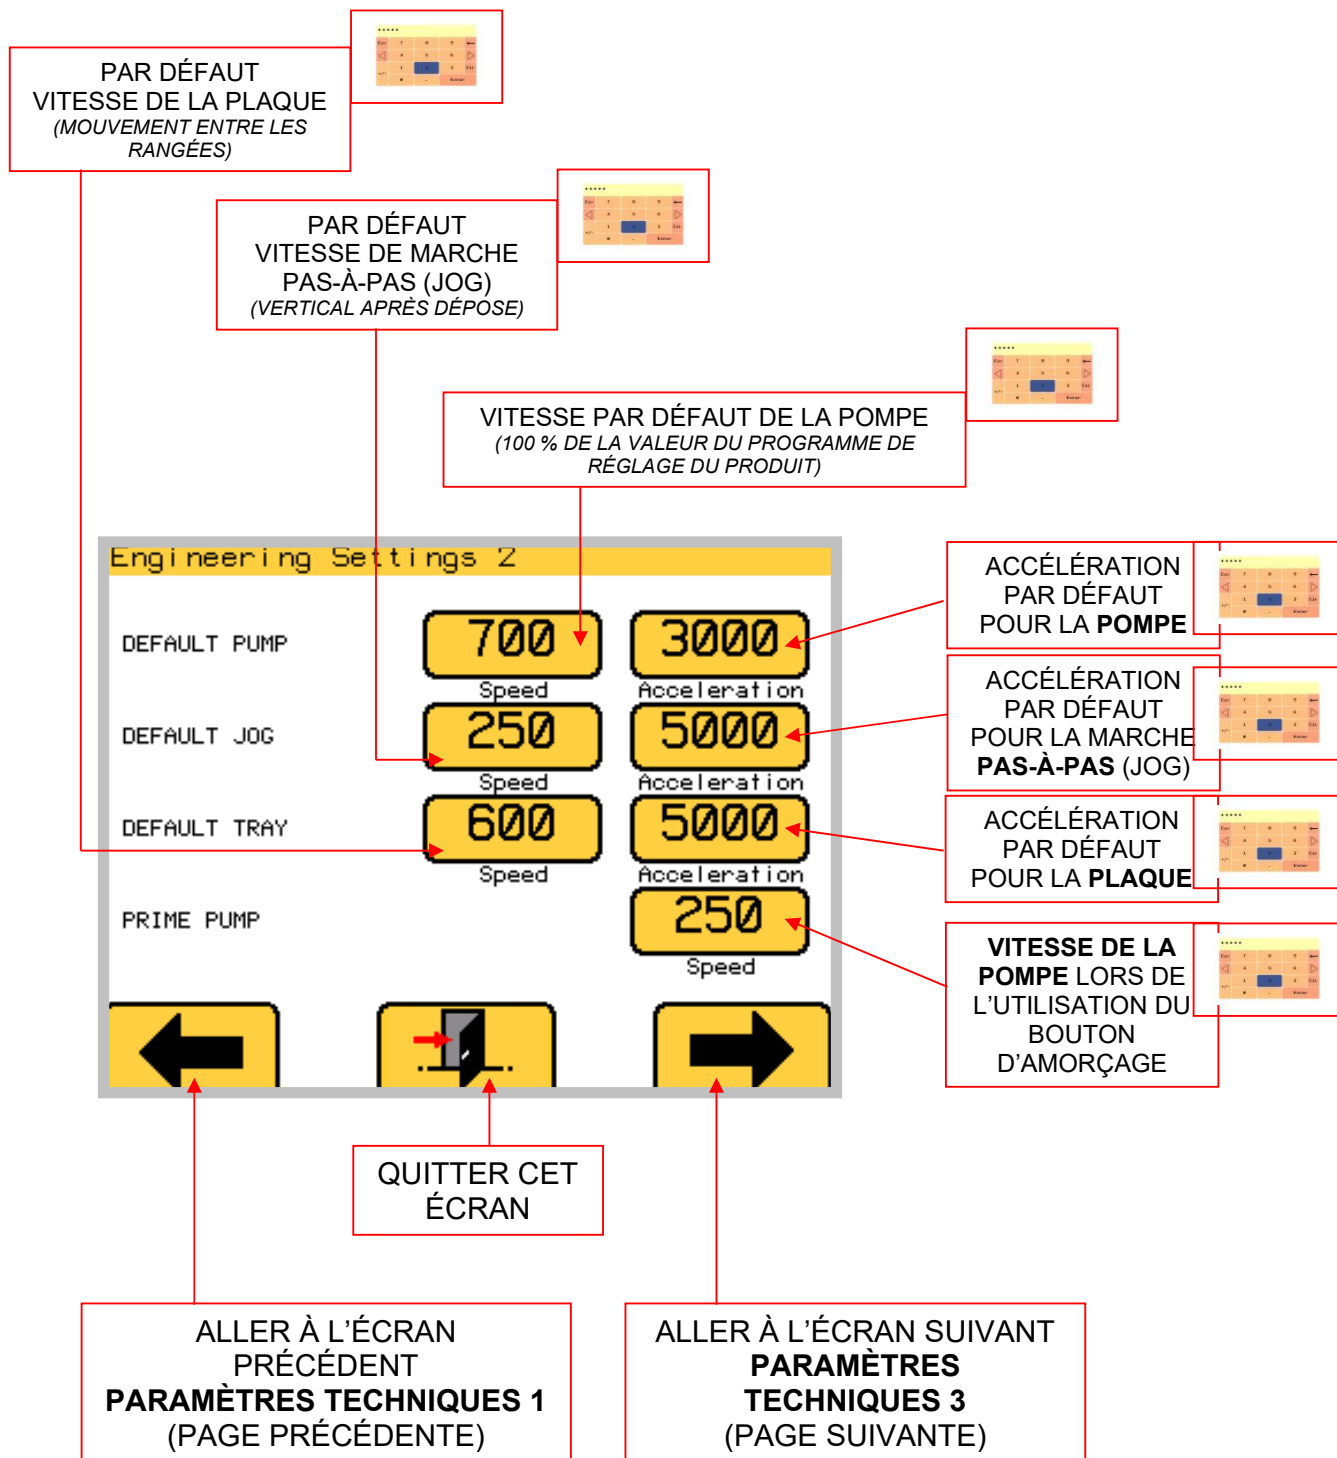 PAR DÉFAUT
VITESSE DE LA PLAQUE
(MOUVEMENT ENTRE LES
RANGÉES)
PAR DÉFAUT
VITESSE DE MARCHE
PAS-À-PAS (JOG)
(VERTICAL APRÈS DÉPOSE)
VITESSE PAR DÉFAUT DE LA POMPE
(100 % DE LA VALEUR DU PROGRAMME DE
RÉGLAGE DU PRODUIT)
Engineering Settings 2
DEFAULT PUMP
700
3000
Speed
Acceleration
DEFAULT JOG
250
5000
Speed
Acceleration
DEFAULT TRAY
600
5000
Speed
Acceleration
PRIME PUMP
250
Speed
ACCÉLÉRATION
PAR DÉFAUT
POUR LA POMPE
ACCÉLÉRATION
PAR DÉFAUT
POUR LA MARCHE
PAS-À-PAS (JOG)
ACCÉLÉRATION
PAR DÉFAUT
POUR LA PLAQUE
VITESSE DE LA
POMPE LORS DE
L’UTILISATION DU
BOUTON
D’AMORÇAGE
QUITTER CET
ÉCRAN
ALLER À L’ÉCRAN
PRÉCÉDENT
PARAMÈTRES TECHNIQUES 1
(PAGE PRÉCÉDENTE)
ALLER À L’ÉCRAN SUIVANT
PARAMÈTRES
TECHNIQUES 3
(PAGE SUIVANTE)